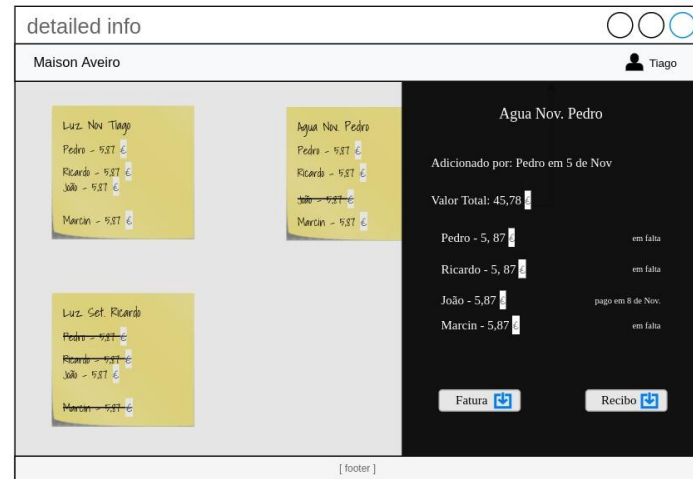 detailed info
Maison Aveiro
Tiago
Luz Nov Tiago
Pedro - 5,87 €
Ricardo - 5,87 €
João - 5,87 €
Marcin - 5,87 €
Agua Nov. Pedro
Pedro - 5,87 €
Ricardo - 5,87 €
João - 5,87 €
Marcin - 5,87 €
Luz Set. Ricardo
Pedro - 5,87 €
Ricardo - 5,87 €
João - 5,87 €
Marcin - 5,87 €
Agua Nov. Pedro
Adicionado por: Pedro em 5 de Nov
Valor Total: 45,78 €
Pedro - 5, 87 € em falta
Ricardo - 5, 87 € em falta
João - 5,87 € pago em 8 de Nov.
Marcin - 5,87 € em falta
Fatura
Recibo
[ footer ]